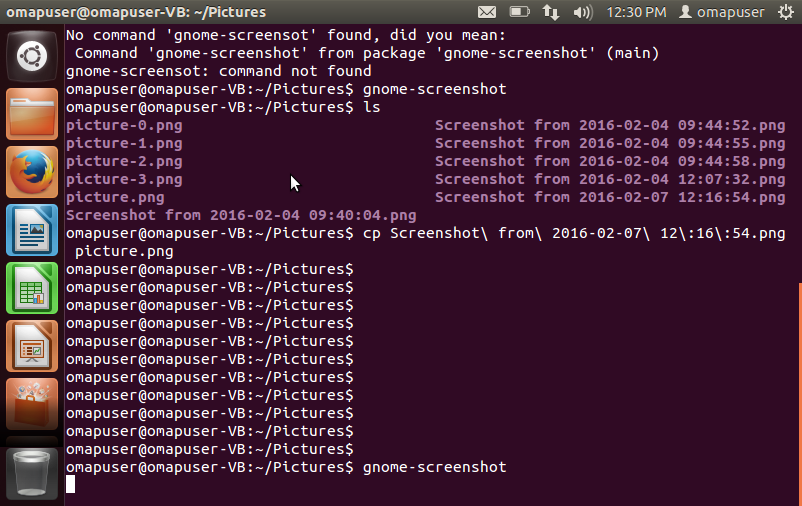 omapuser@omapuser-VB: ~/Pictures 12:30 PM omapuser
No command 'gnome-screensot' found, did you mean:
 Command 'gnome-screenshot' from package 'gnome-screenshot' (main)
gnome-screensot: command not found
omapuser@omapuser-VB:~/Pictures$ gnome-screenshot
omapuser@omapuser-VB:~/Pictures$ ls
picture-0.png Screenshot from 2016-02-04 09:44:52.png
picture-1.png Screenshot from 2016-02-04 09:44:55.png
picture-2.png Screenshot from 2016-02-04 09:44:58.png
picture-3.png Screenshot from 2016-02-04 12:07:32.png
picture.png Screenshot from 2016-02-07 12:16:54.png
Screenshot from 2016-02-04 09:40:04.png
omapuser@omapuser-VB:~/Pictures$ cp Screenshot\ from\ 2016-02-07\ 12\:16\:54.png
 picture.png
omapuser@omapuser-VB:~/Pictures$
omapuser@omapuser-VB:~/Pictures$
omapuser@omapuser-VB:~/Pictures$
omapuser@omapuser-VB:~/Pictures$
omapuser@omapuser-VB:~/Pictures$
omapuser@omapuser-VB:~/Pictures$
omapuser@omapuser-VB:~/Pictures$
omapuser@omapuser-VB:~/Pictures$
omapuser@omapuser-VB:~/Pictures$
omapuser@omapuser-VB:~/Pictures$
omapuser@omapuser-VB:~/Pictures$
omapuser@omapuser-VB:~/Pictures$ gnome-screenshot